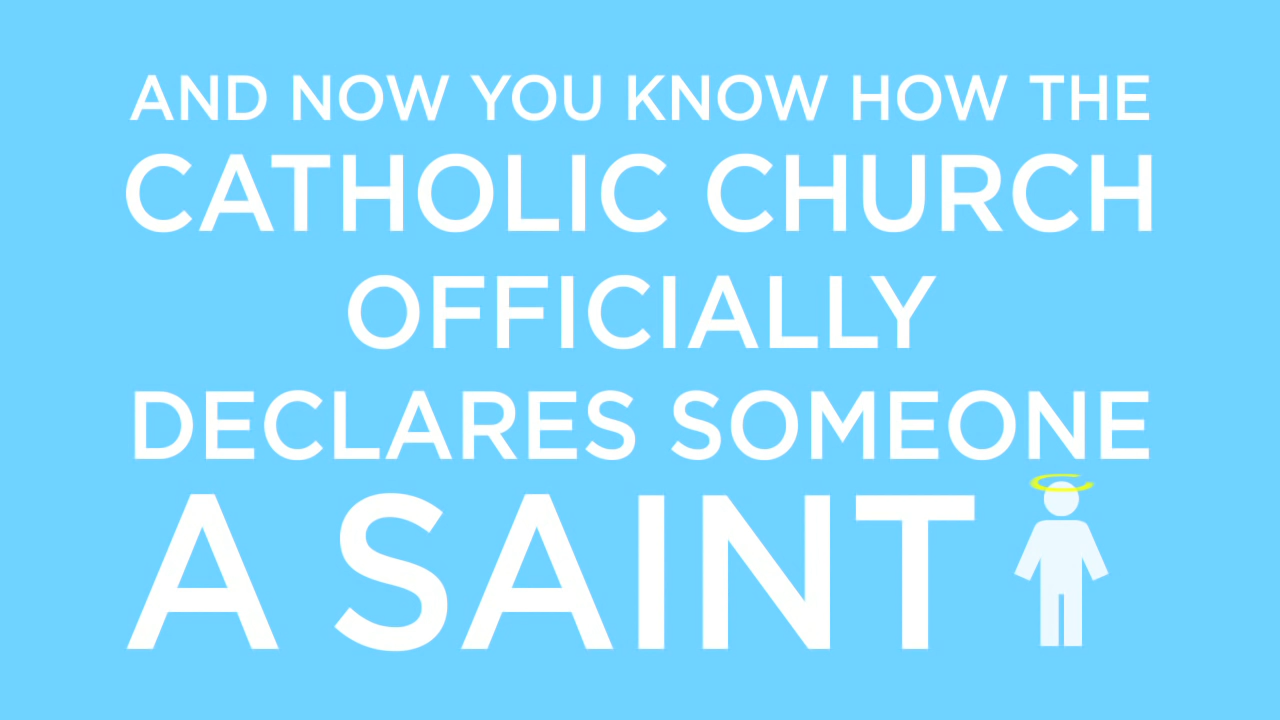 AND NOW YOU KNOW HOW THE
CATHOLIC CHURCH
OFFICIALLY
DECLARES SOMEONE
A SAINT